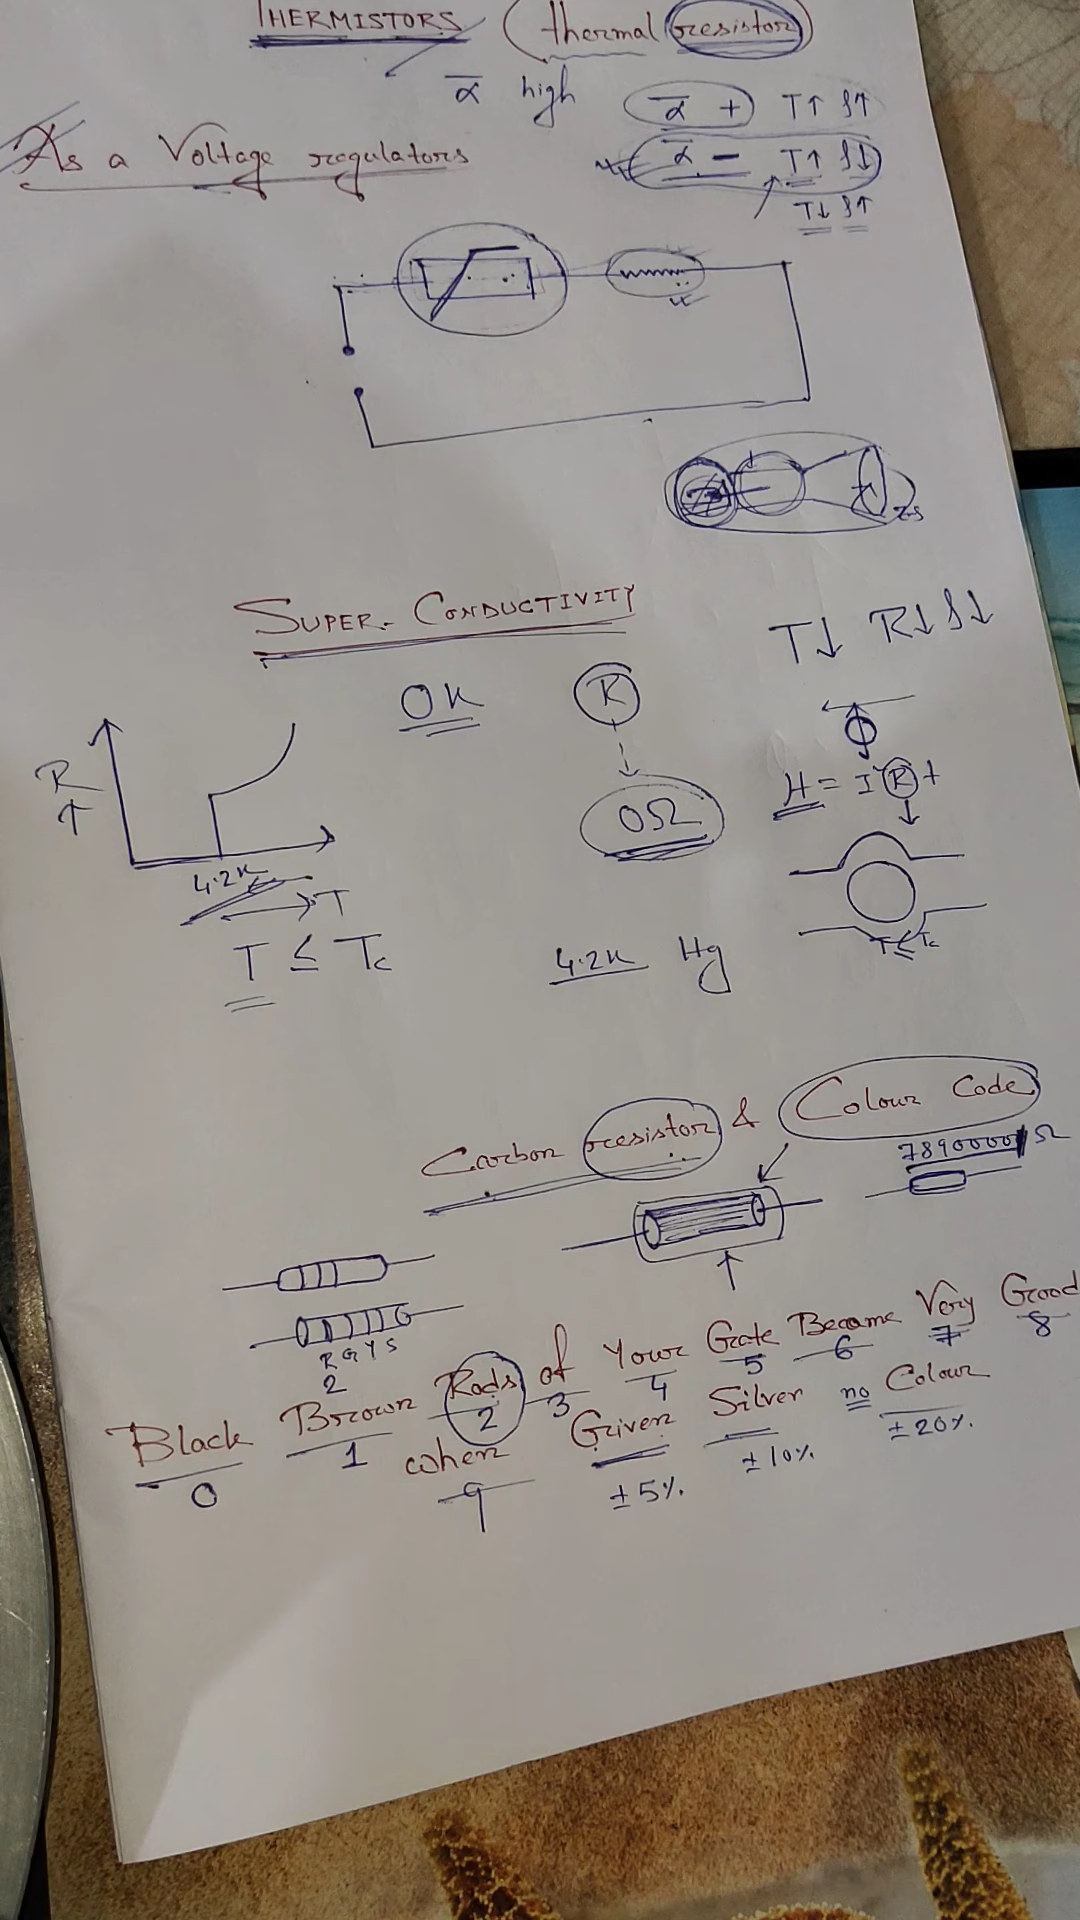 THERMISTORS (thermal resistor)
ᾱ high
ᾱ + T↑ ρ↑
ᾱ - T↑ ρ↓
T↓ ρ↑
As a Voltage regulators
SUPER-CONDUCTIVITY
T↓ R↓ ρ↓
0K R
0Ω
R
↑
4.2K
→T
T ≤ Tc
4.2K Hg
ϕ
H = I²Rt
T ≤ Tc
Carbon resistor & Colour Code
R G Y S
2
Black Brown Rods of Your Gate Become Very Good
0 1 2 3 4 5 6 7 8
when Given Silver no Colour
9 ±5% ±10% ±20%